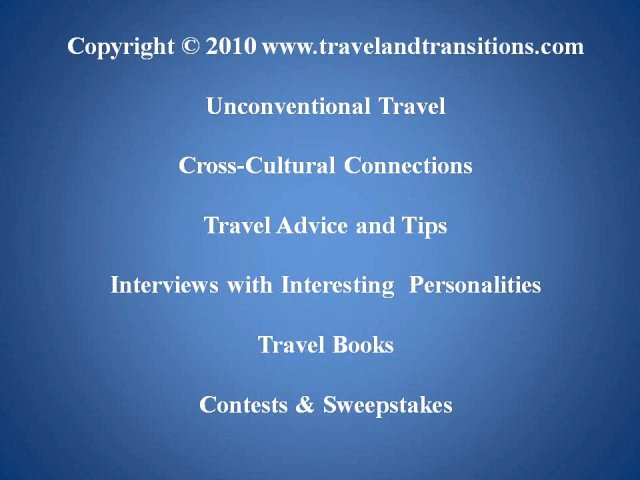 Copyright © 2010 www.travelandtransitions.com
Unconventional Travel
Cross-Cultural Connections
Travel Advice and Tips
Interviews with Interesting  Personalities
Travel Books
Contests & Sweepstakes